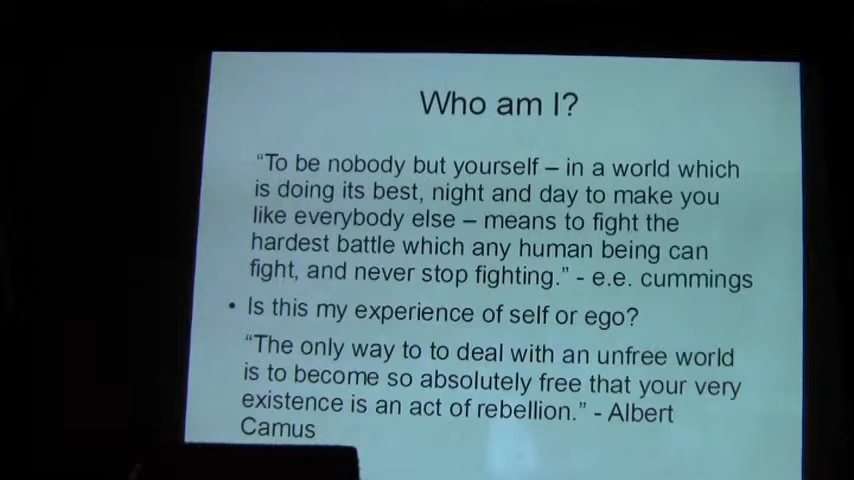 Who am I?
“To be nobody but yourself – in a world which
is doing its best, night and day to make you
like everybody else – means to fight the
hardest battle which any human being can
fight, and never stop fighting.” - e.e. cummings
• Is this my experience of self or ego?
“The only way to to deal with an unfree world
is to become so absolutely free that your very
existence is an act of rebellion.” - Albert
Camus